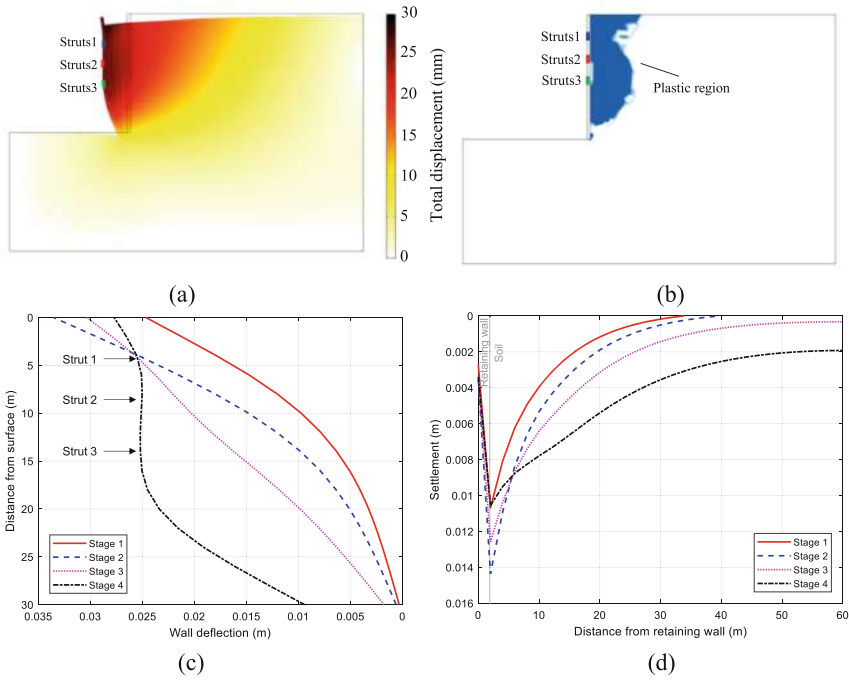 Struts1
Struts2
Struts3
30
25
20
15
10
5
0
Total displacement (mm)
(a)
Struts1
Struts2
Struts3
Plastic region
(b)
0
5
10
15
20
25
30
Distance from surface (m)
Strut 1
Strut 2
Strut 3
Stage 1
Stage 2
Stage 3
Stage 4
0.035
0.03
0.025
0.02
0.015
0.01
0.005
0
Wall deflection (m)
(c)
0
0.002
0.004
0.006
0.008
0.01
0.012
0.014
0.016
Settlement (m)
Retaining wall
Soil
Stage 1
Stage 2
Stage 3
Stage 4
0
10
20
30
40
50
60
Distance from retaining wall (m)
(d)